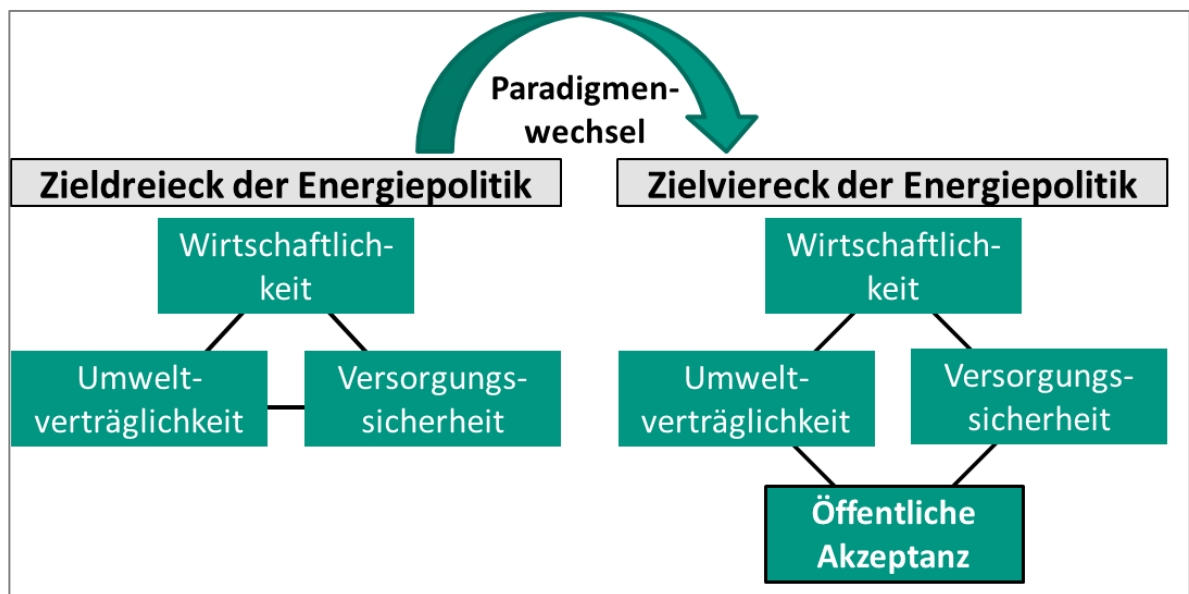 Paradigmen-
wechsel
Zieldreieck der Energiepolitik
Wirtschaftlich-
keit
Umwelt-
verträglichkeit
Versorgungs-
sicherheit
Zielviereck der Energiepolitik
Wirtschaftlich-
keit
Umwelt-
verträglichkeit
Versorgungs-
sicherheit
Öffentliche
Akzeptanz